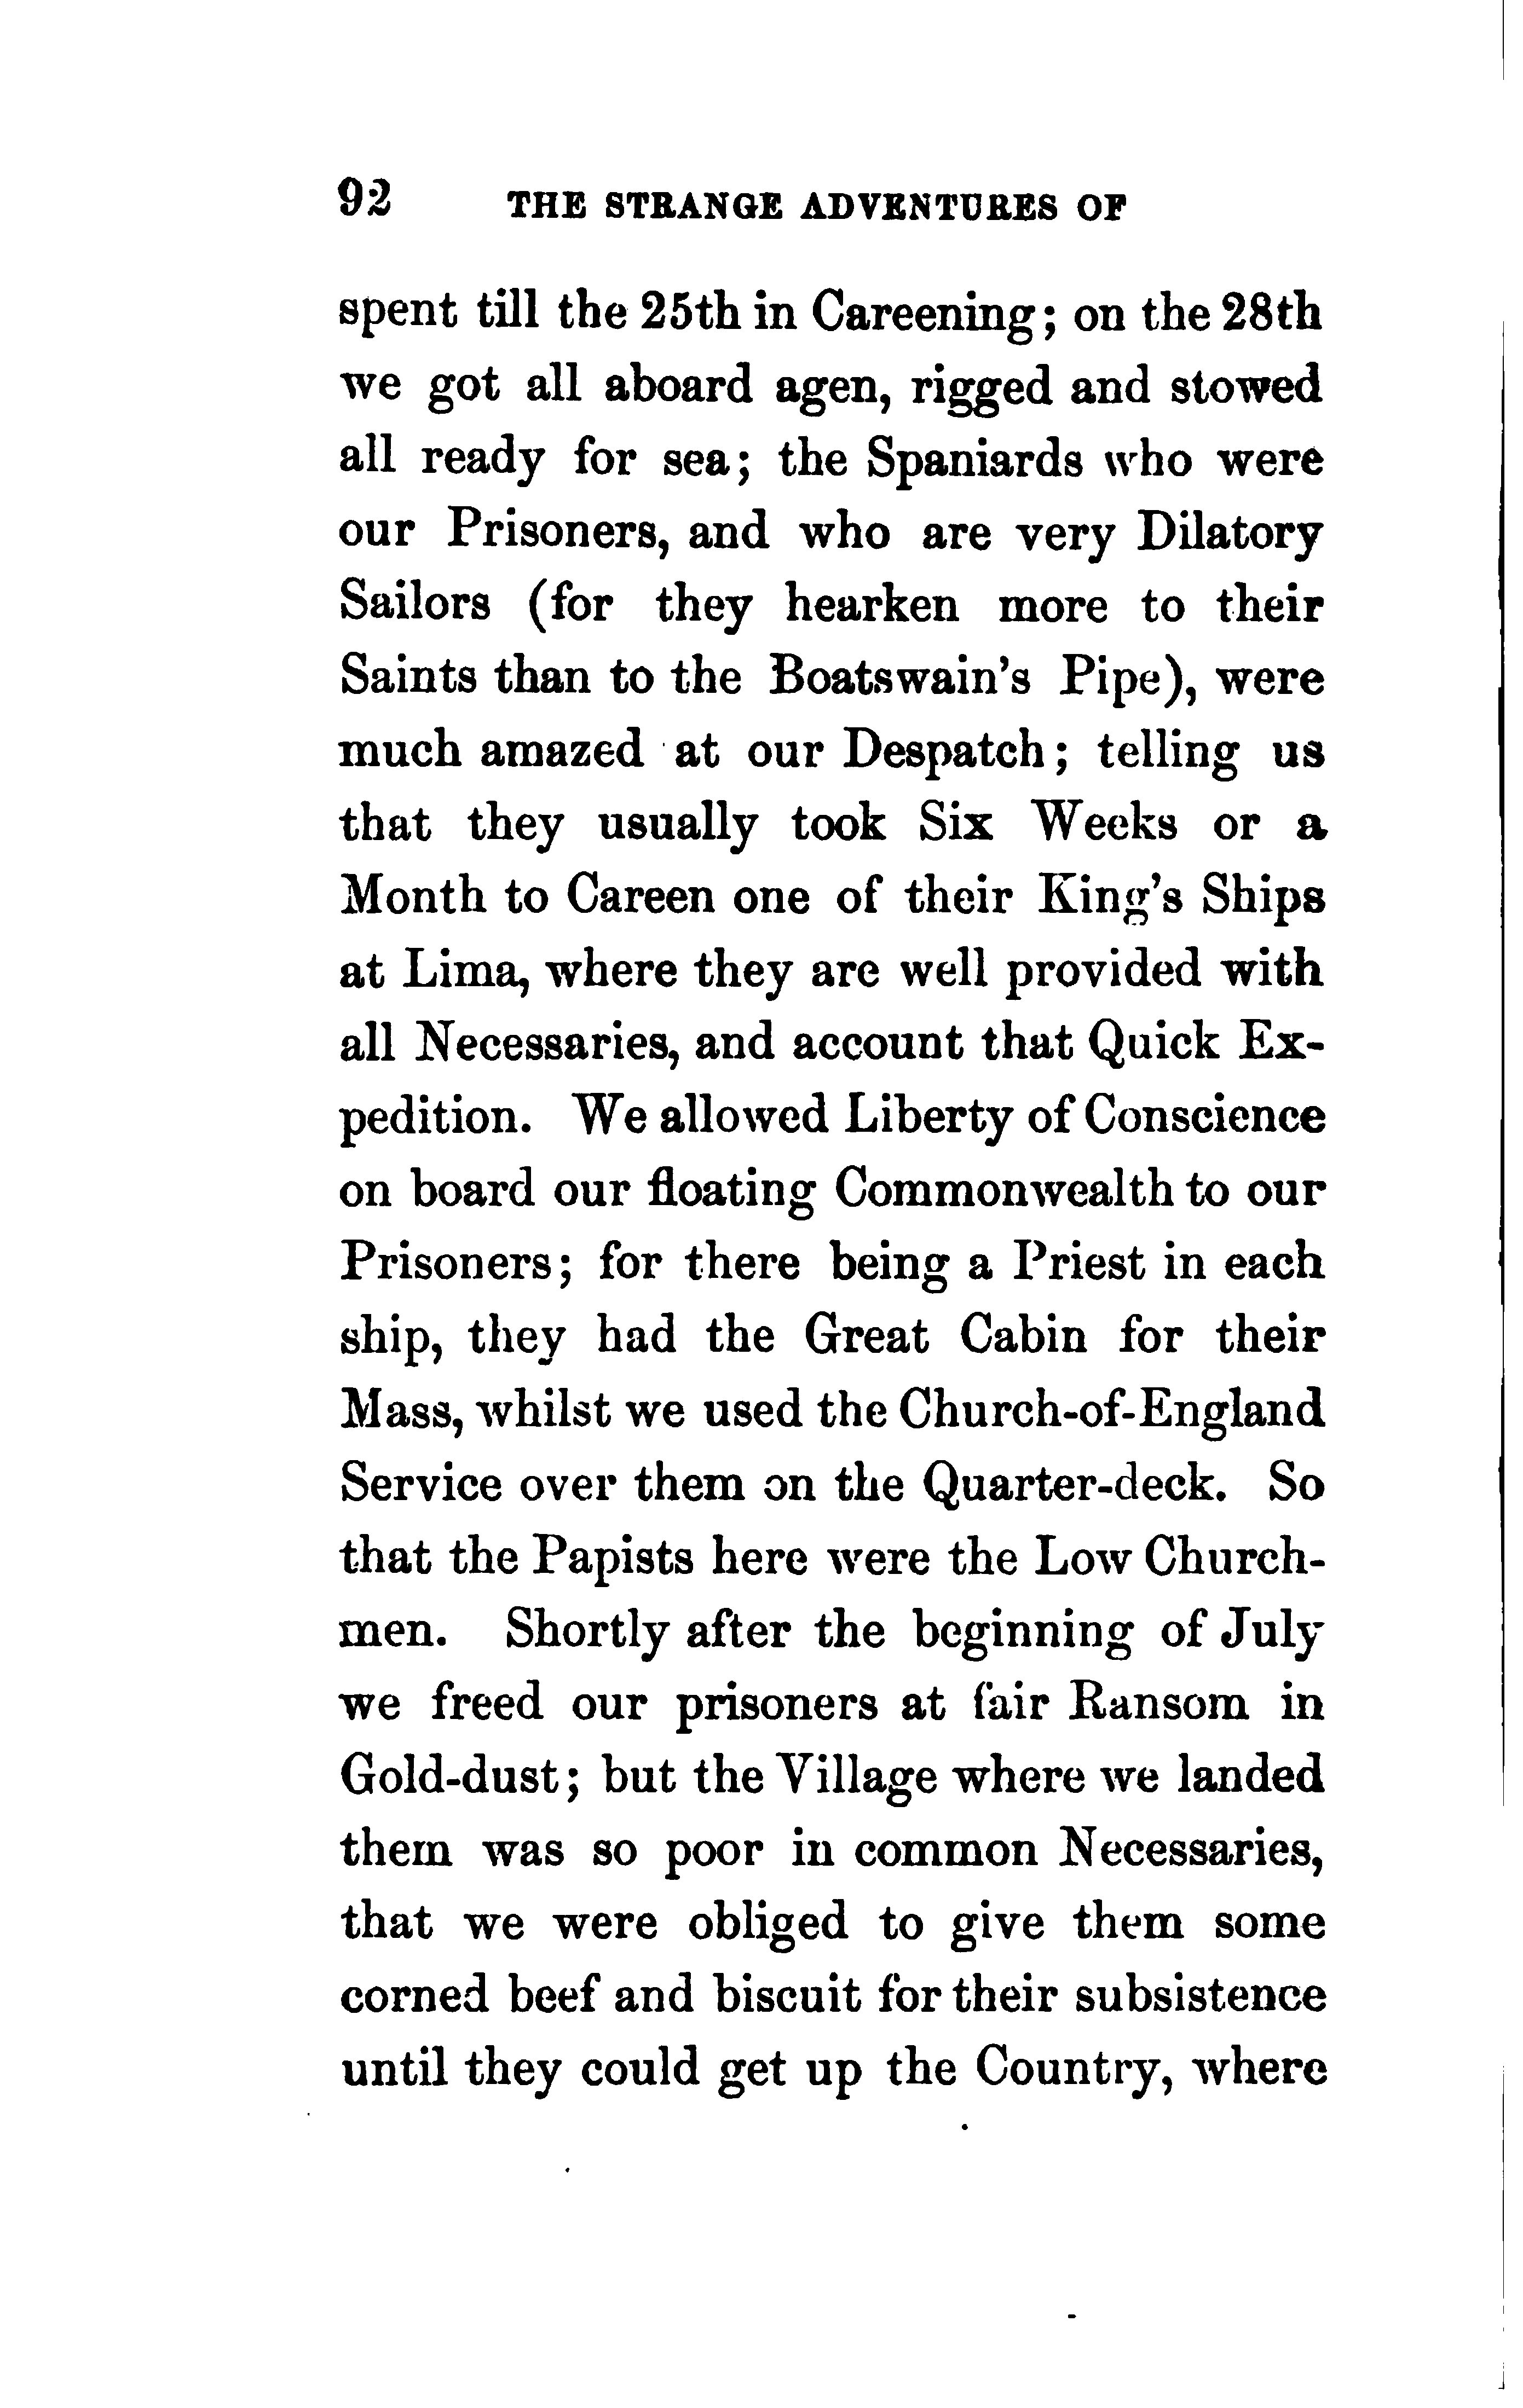 92 THE STRANGE ADVENTURES OF
spent till the 25th in Careening; on the 28th
we got all aboard agen, rigged and stowed
all ready for sea; the Spaniards who were
our Prisoners, and who are very Dilatory
Sailors (for they hearken more to their
Saints than to the Boatswain's Pipe), were
much amazed at our Despatch; telling us
that they usually took Six Weeks or a
Month to Careen one of their King's Ships
at Lima, where they are well provided with
all Necessaries, and account that Quick Ex-
pedition. We allowed Liberty of Conscience
on board our floating Commonwealth to our
Prisoners; for there being a Priest in each
ship, they had the Great Cabin for their
Mass, whilst we used the Church-of-England
Service over them on the Quarter-deck. So
that the Papists here were the Low Church-
men. Shortly after the beginning of July
we freed our prisoners at fair Ransom in
Gold-dust; but the Village where we landed
them was so poor in common Necessaries,
that we were obliged to give them some
corned beef and biscuit for their subsistence
until they could get up the Country, where